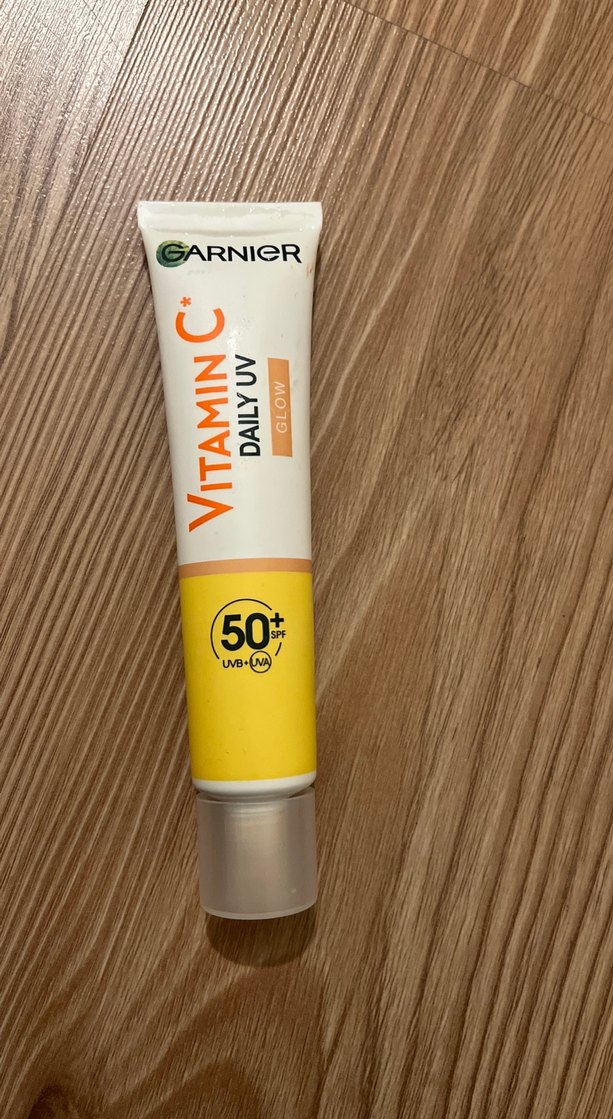 GARNIER
VITAMIN C*
DAILY UV
GLOW
50+
SPF
UVB+UVA